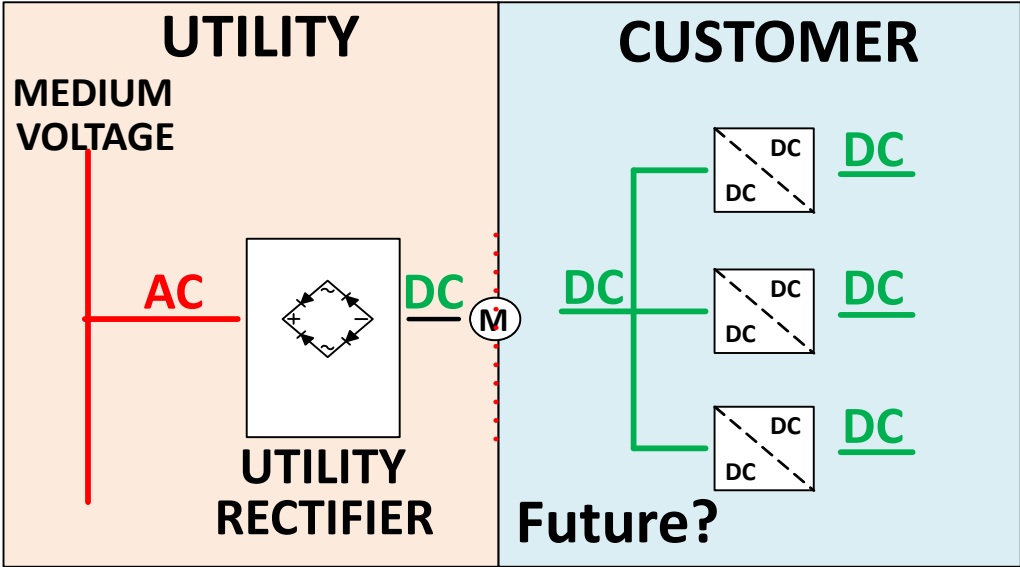 UTILITY
CUSTOMER
MEDIUM
VOLTAGE
AC
~
+
−
~
DC
M
DC
DC
DC
DC
DC
DC
DC
DC
DC
DC
UTILITY
RECTIFIER
Future?